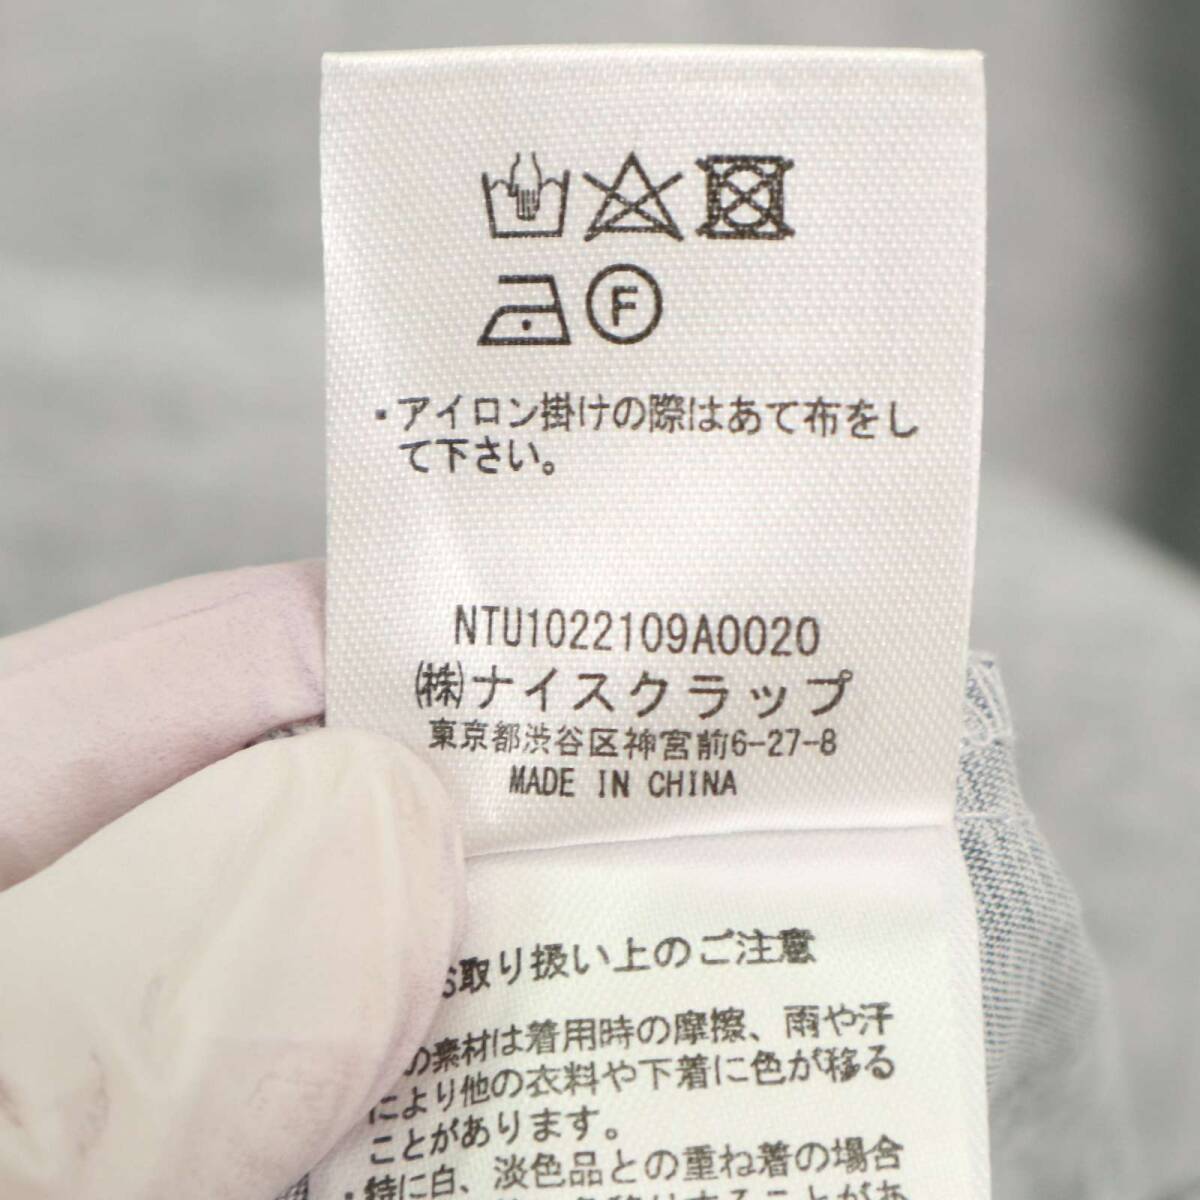 F
・アイロン掛けの際はあて布をし
て下さい。
NTU1022109A0020
㈱ナイスクラップ
東京都渋谷区神宮前6-27-8
MADE IN CHINA
取り扱い上のご注意
の素材は着用時の摩擦、雨や汗
により他の衣料や下着に色が移る
ことがあります。
・特に白、淡色品との重ね着の場合